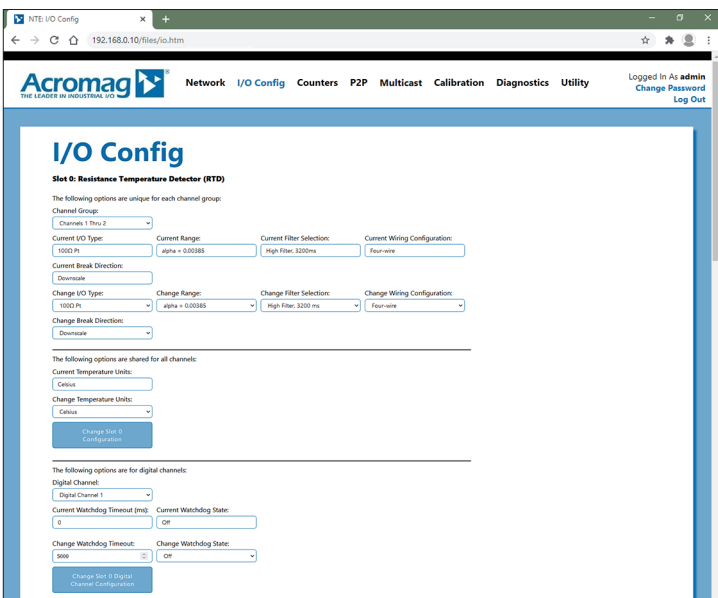 NTE: I/O Config
192.168.0.10/files/io.htm
Acromag
THE LEADER IN INDUSTRIAL I/O
Network I/O Config Counters P2P Multicast Calibration Diagnostics Utility
Logged In As admin
Change Password
Log Out
I/O Config
Slot 0: Resistance Temperature Detector (RTD)
The following options are unique for each channel group:
Channel Group:
Channels 1 Thru 2
Current I/O Type: Current Range: Current Filter Selection: Current Wiring Configuration:
100Ω Pt alpha = 0.00385 High Filter, 3200ms Four-wire
Current Break Direction:
Downscale
Change I/O Type: Change Range: Change Filter Selection: Change Wiring Configuration:
100Ω Pt alpha = 0.00385 High Filter, 3200 ms Four-wire
Change Break Direction:
Downscale
The following options are shared for all channels:
Current Temperature Units:
Celsius
Change Temperature Units:
Celsius
Change Slot 0
Configuration
The following options are for digital channels:
Digital Channel:
Digital Channel 1
Current Watchdog Timeout (ms): Current Watchdog State:
0 Off
Change Watchdog Timeout: Change Watchdog State:
5000 Off
Change Slot 0 Digital
Channel Configuration